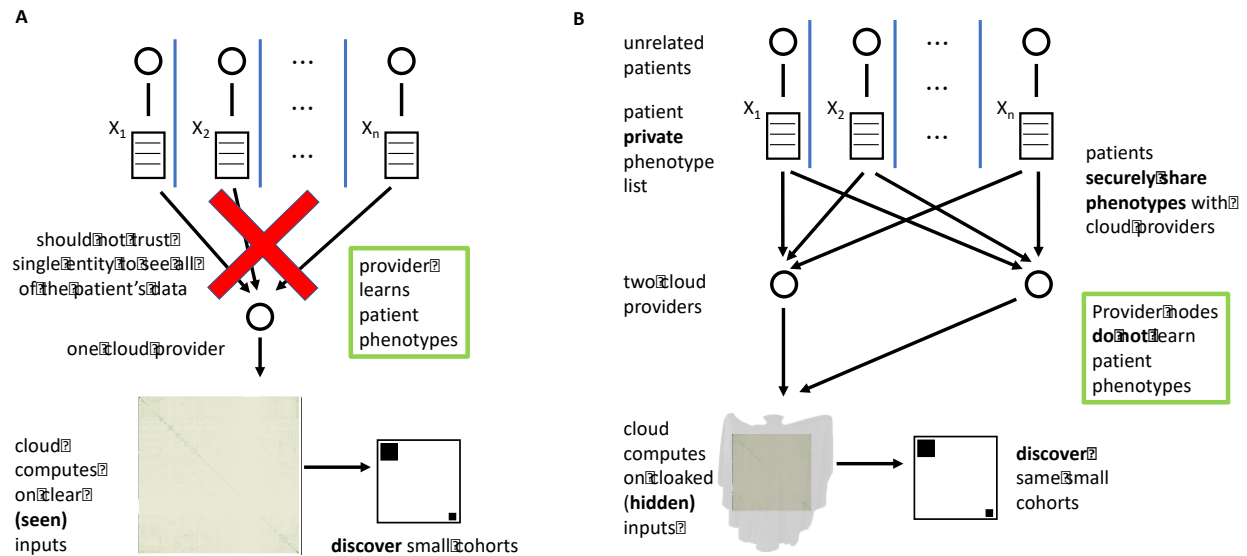 A
X1
X2
...
...
...
Xn
should not trust
single entity to see all
of the patient's data
provider
learns
patient
phenotypes
one cloud provider
cloud
computes
on clear
(seen)
inputs
discover small cohorts
B
unrelated
patients
patient
private
phenotype
list
X1
X2
...
...
...
Xn
patients
securely share
phenotypes with
cloud providers
two cloud
providers
Provider nodes
do not learn
patient
phenotypes
cloud
computes
on cloaked
(hidden)
inputs
discover
same small
cohorts